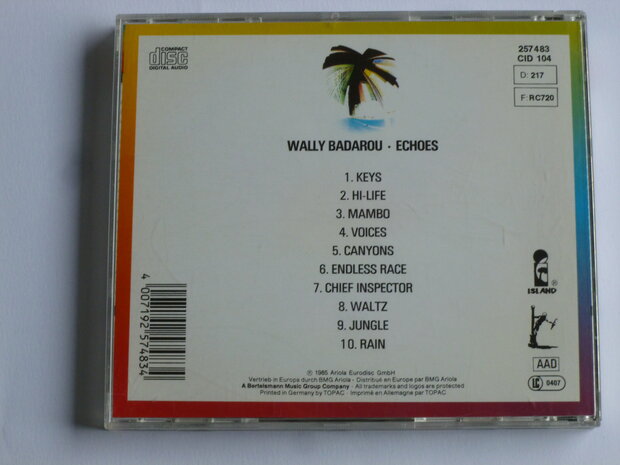 COMPACT
disc
DIGITAL AUDIO
257483
CID 104
D: 217
F: RC720
WALLY BADAROU · ECHOES
1. KEYS
2. HI-LIFE
3. MAMBO
4. VOICES
5. CANYONS
6. ENDLESS RACE
7. CHIEF INSPECTOR
8. WALTZ
9. JUNGLE
10. RAIN
4 007192 574834
ISLAND®
AAD
LC 0407
℗ 1985 Ariola Eurodisc GmbH
Vertrieb in Europa durch BMG Ariola · Distribué en Europe par BMG Ariola
A Bertelsmann Music Group Company · All trademarks and logos are protected
Printed in Germany by TOPAC · Imprimé en Allemagne par TOPAC